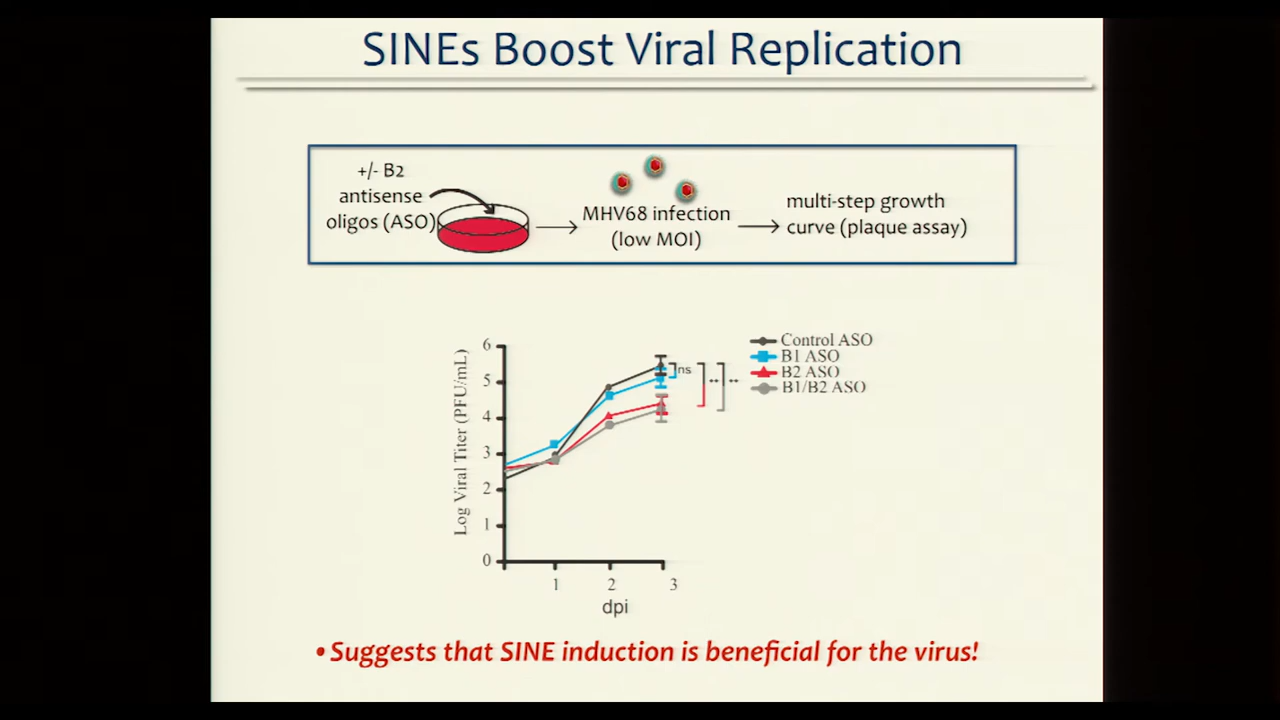 SINEs Boost Viral Replication
+/- B2
antisense
oligos (ASO)
MHV68 infection
(low MOI)
multi-step growth
curve (plaque assay)
Log Viral Titer (PFU/mL)
6
5
4
3
2
1
0
1 2 3
dpi
ns
**
**
Control ASO
B1 ASO
B2 ASO
B1/B2 ASO
• Suggests that SINE induction is beneficial for the virus!